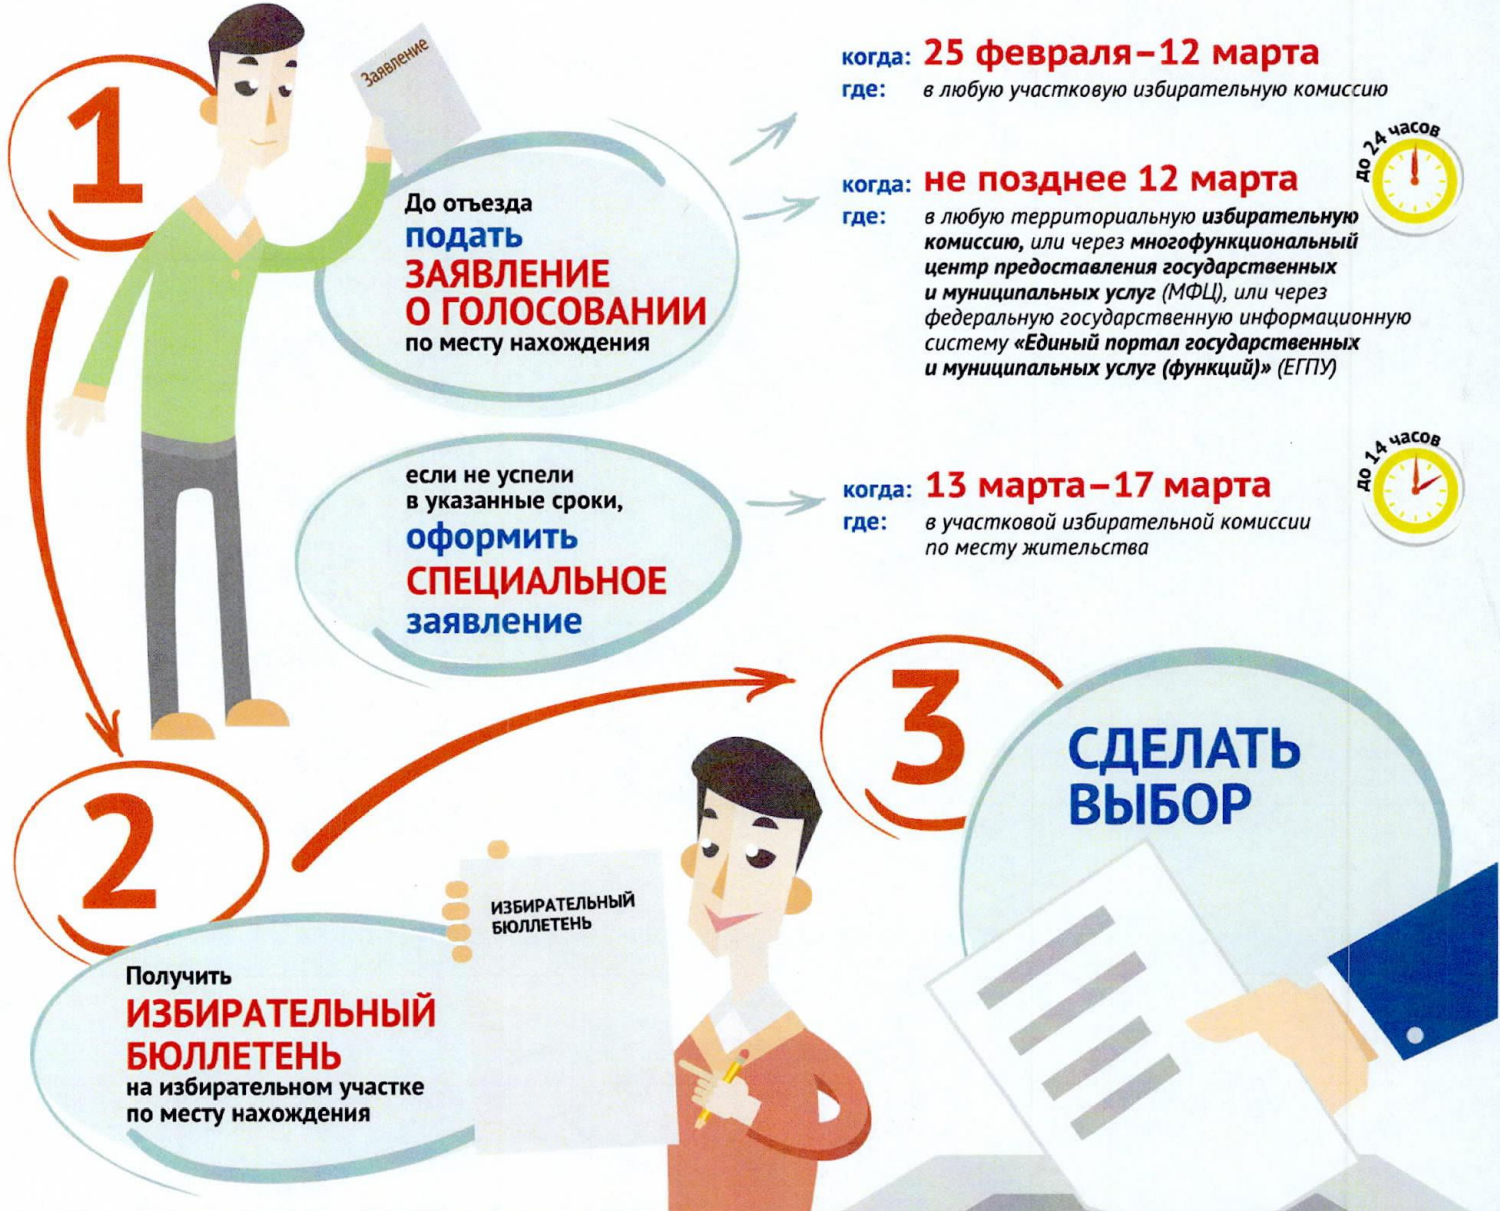 1
Заявление
До отъезда
подать
ЗАЯВЛЕНИЕ
О ГОЛОСОВАНИИ
по месту нахождения
когда: 25 февраля–12 марта
где: в любую участковую избирательную комиссию
до 24 часов
когда: не позднее 12 марта
где: в любую территориальную избирательную
комиссию, или через многофункциональный
центр предоставления государственных
и муниципальных услуг (МФЦ), или через
федеральную государственную информационную
систему «Единый портал государственных
и муниципальных услуг (функций)» (ЕГПУ)
если не успели
в указанные сроки,
оформить
СПЕЦИАЛЬНОЕ
заявление
до 14 часов
когда: 13 марта–17 марта
где: в участковой избирательной комиссии
по месту жительства
2
Получить
ИЗБИРАТЕЛЬНЫЙ
БЮЛЛЕТЕНЬ
на избирательном участке
по месту нахождения
ИЗБИРАТЕЛЬНЫЙ
БЮЛЛЕТЕНЬ
3
СДЕЛАТЬ
ВЫБОР